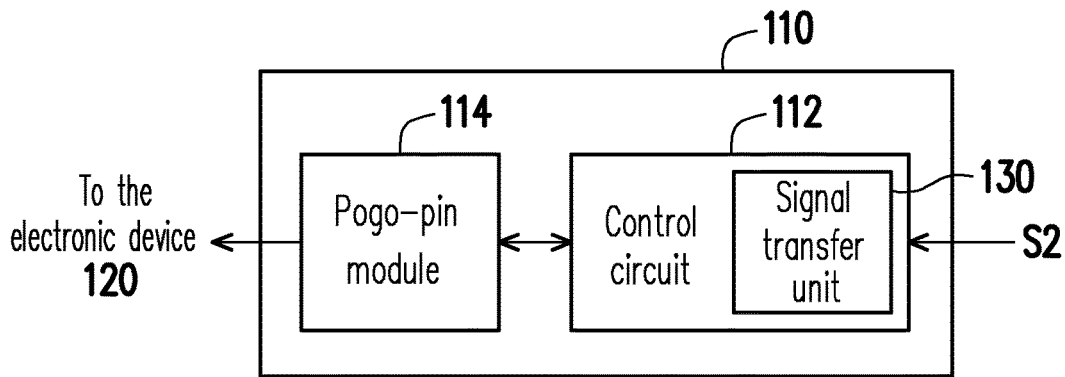 110
114
112
130
To the
electronic device
120
Pogo-pin
module
Control
circuit
Signal
transfer
unit
S2